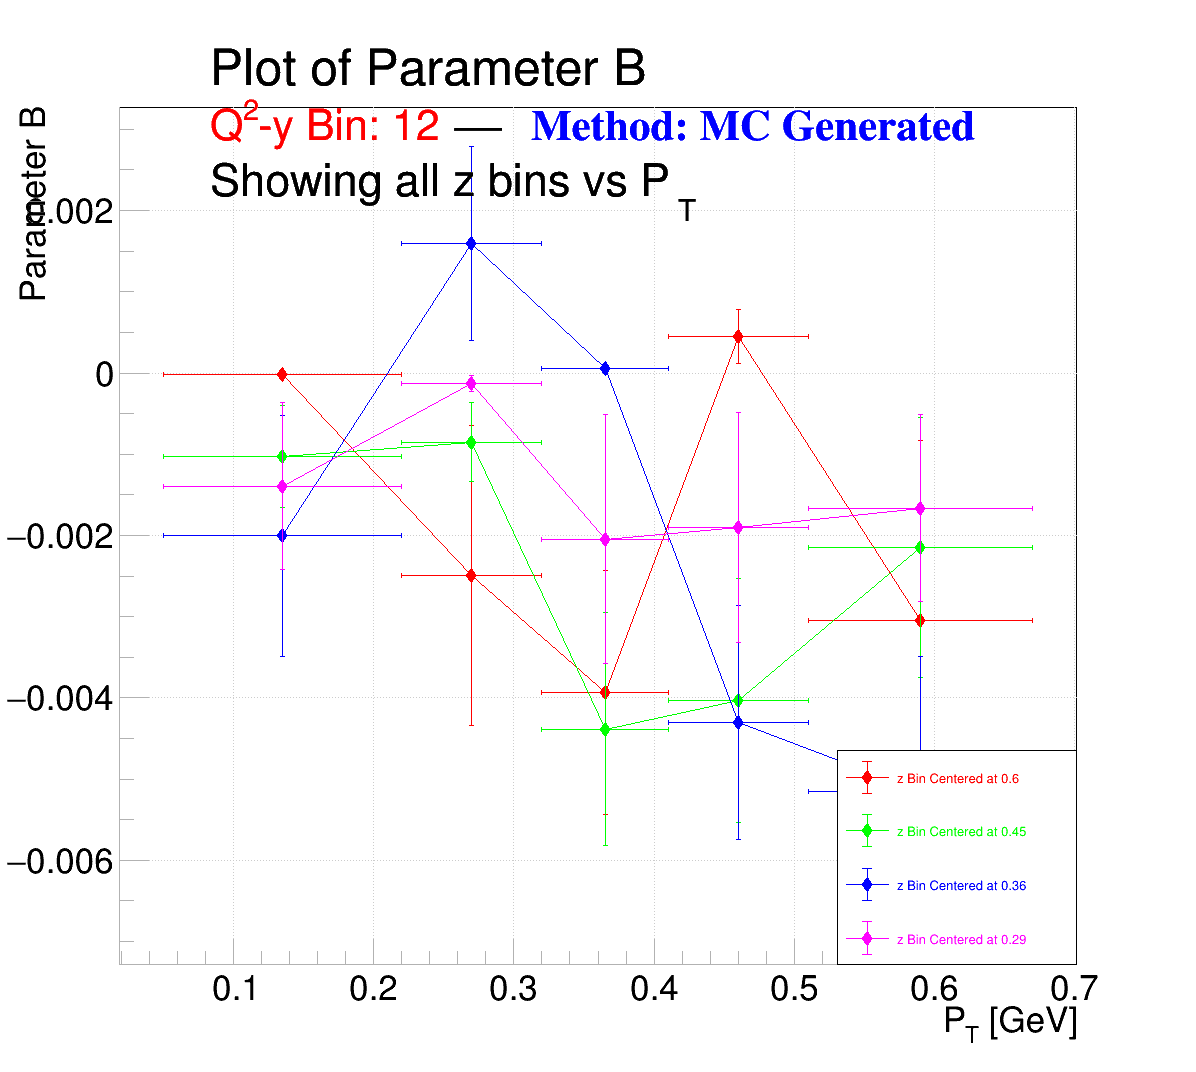 Plot of Parameter B
Q²-y Bin: 12 — Method: MC Generated
Showing all z bins vs P_T
Parameter B
0.002
0
−0.002
−0.004
−0.006
z Bin Centered at 0.6
z Bin Centered at 0.45
z Bin Centered at 0.36
z Bin Centered at 0.29
0.1 0.2 0.3 0.4 0.5 0.6 0.7
P_T [GeV]